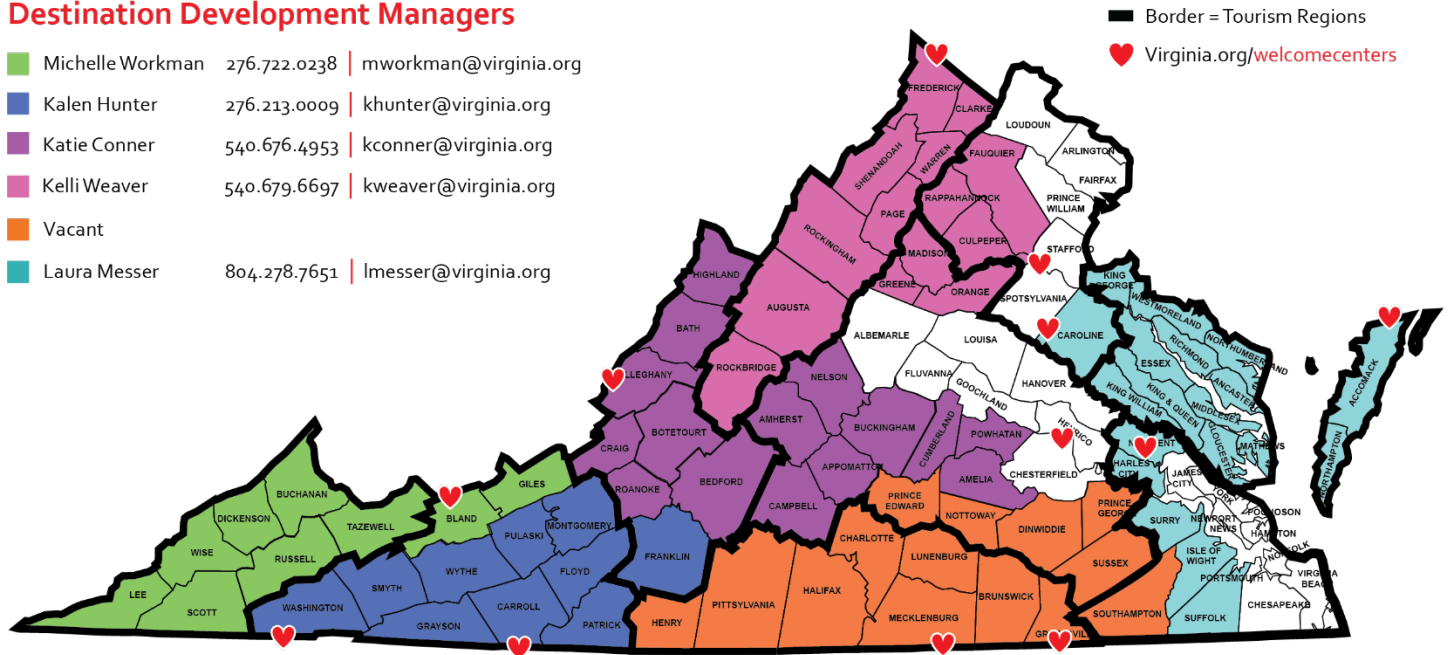 Destination Development Managers
Michelle Workman 276.722.0238 | mworkman@virginia.org
Kalen Hunter 276.213.0009 | khunter@virginia.org
Katie Conner 540.676.4953 | kconner@virginia.org
Kelli Weaver 540.679.6697 | kweaver@virginia.org
Vacant
Laura Messer 804.278.7651 | lmesser@virginia.org
Border = Tourism Regions
Virginia.org/welcomecenters
FREDERICK
CLARKE
LOUDOUN
SHENANDOAH
WARREN
FAUQUIER
ARLINGTON
FAIRFAX
RAPPAHANNOCK
PRINCE
WILLIAM
PAGE
ROCKINGHAM
CULPEPER
STAFFORD
MADISON
HIGHLAND
GREENE
ORANGE
KING
GEORGE
SPOTSYLVANIA
WESTMORELAND
AUGUSTA
BATH
ALBEMARLE
LOUISA
CAROLINE
RICHMOND
NORTHUMBERLAND
ESSEX
ACCOMACK
ROCKBRIDGE
LLEGHANY
NELSON
FLUVANNA
GOOCHLAND
HANOVER
LANCASTER
KING WILLIAM
KING & QUEEN
MIDDLESEX
AMHERST
BUCKINGHAM
CUMBERLAND
POWHATAN
HENRICO
GLOUCESTER
MATHEWS
NORTHAMPTON
CRAIG
BOTETOURT
APPOMATTO
CHESTERFIELD
N ENT
HARLES
CITY
JAMES
CITY
YORK
ROANOKE
BEDFORD
CAMPBELL
AMELIA
GILES
BUCHANAN
DICKENSON
TAZEWELL
BLAND
PRINCE
EDWARD
NOTTOWAY
DINWIDDIE
PRINCE
GEORG
SURRY
NEWPORT
NEWS
POQUOSON
HAMPTON
NORFOLK
WISE
RUSSELL
PULASKI
MONTGOMERY
FRANKLIN
CHARLOTTE
LUNENBURG
SUSSEX
ISLE OF
WIGHT
PORTSMOUTH
VIRGINIA
BEACH
LEE
SCOTT
WASHINGTON
SMYTH
WYTHE
FLOYD
CARROLL
GRAYSON
PATRICK
HENRY
PITTSYLVANIA
HALIFAX
MECKLENBURG
BRUNSWICK
SOUTHAMPTON
SUFFOLK
CHESAPEAKE